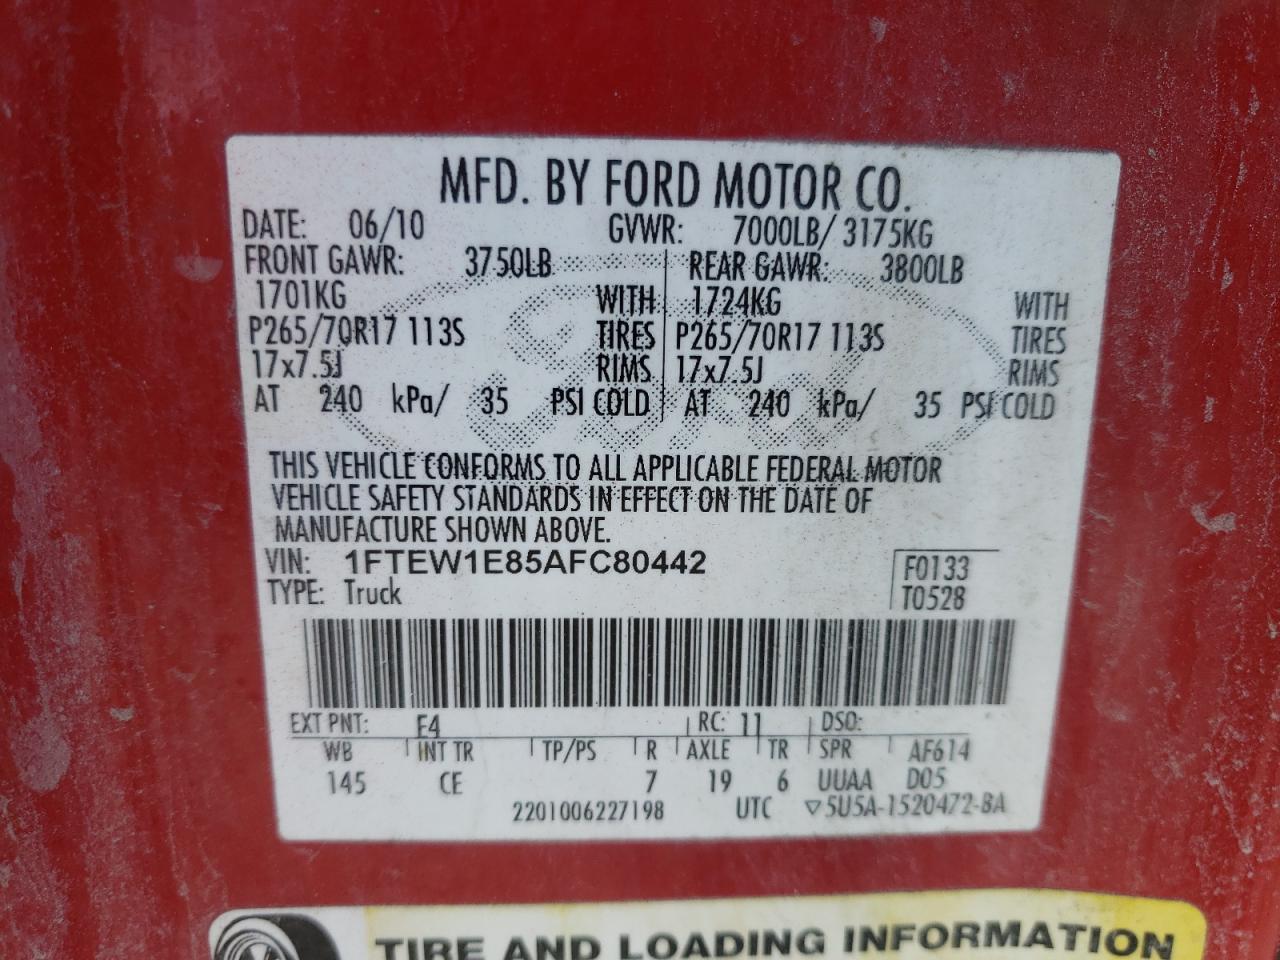 MFD. BY FORD MOTOR CO.
DATE: 06/10 GVWR: 7000LB/ 3175KG
FRONT GAWR: 3750LB REAR GAWR: 3800LB
1701KG WITH 1724KG WITH
P265/70R17 113S TIRES P265/70R17 113S TIRES
17x7.5J RIMS 17x7.5J RIMS
AT 240 kPa/ 35 PSI COLD AT 240 kPa/ 35 PSI COLD
THIS VEHICLE CONFORMS TO ALL APPLICABLE FEDERAL MOTOR
VEHICLE SAFETY STANDARDS IN EFFECT ON THE DATE OF
MANUFACTURE SHOWN ABOVE.
VIN: 1FTEW1E85AFC80442 F0133
TYPE: Truck T0528
EXT PNT: E4 RC: 11 DSO:
WB INT TR TP/PS R AXLE TR SPR AF614
145 CE 7 19 6 UUAA D05
2201006227198 UTC ▽5U5A-1520472-BA
TIRE AND LOADING INFORMATION